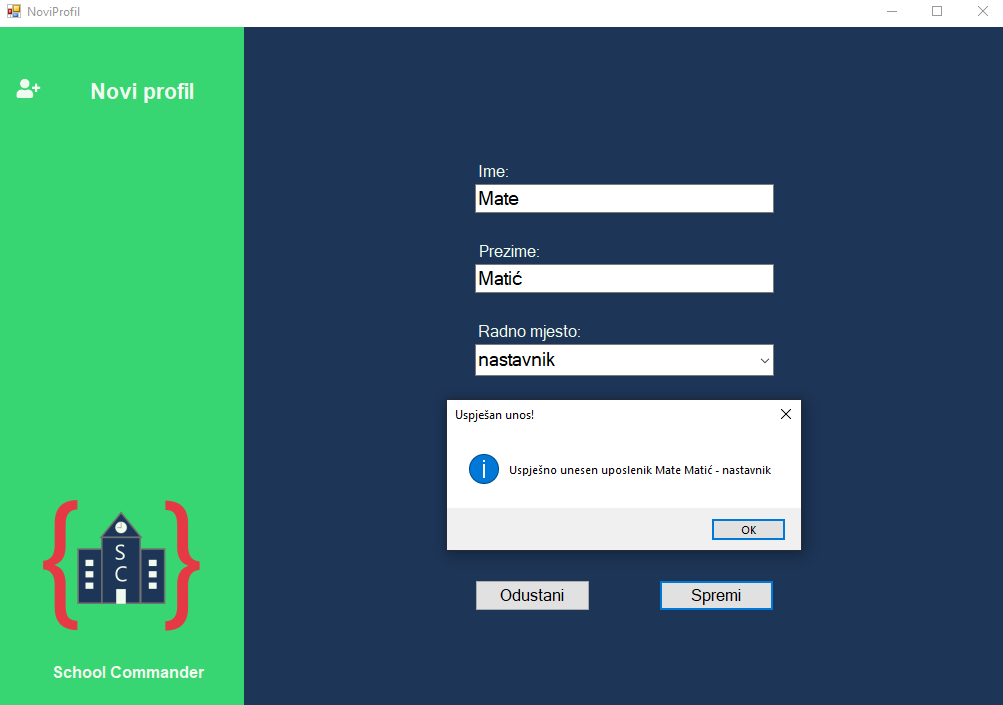 NoviProfil
Novi profil
Ime:
Mate
Prezime:
Matić
Radno mjesto:
nastavnik
Uspješan unos!
Uspješno unesen uposlenik Mate Matić - nastavnik
OK
Odustani
Spremi
S
C
School Commander